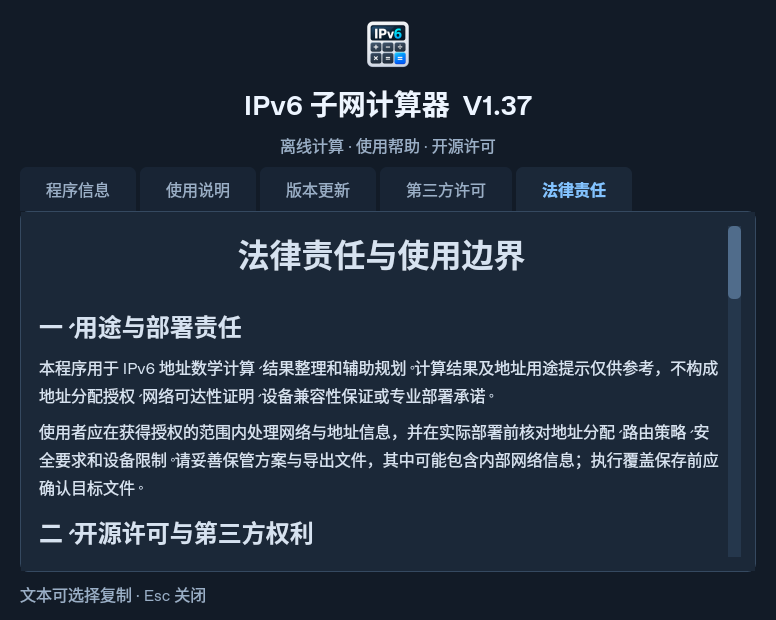 IPv6
IPv6 子网计算器 V1.37
离线计算 · 使用帮助 · 开源许可
程序信息
使用说明
版本更新
第三方许可
法律责任
法律责任与使用边界
一、用途与部署责任
本程序用于 IPv6 地址数学计算、结果整理和辅助规划。计算结果及地址用途提示仅供参考，不构成
地址分配授权、网络可达性证明、设备兼容性保证或专业部署承诺。
使用者应在获得授权的范围内处理网络与地址信息，并在实际部署前核对地址分配、路由策略、安
全要求和设备限制。请妥善保管方案与导出文件，其中可能包含内部网络信息；执行覆盖保存前应
确认目标文件。
二、开源许可与第三方权利
文本可选择复制 · Esc 关闭